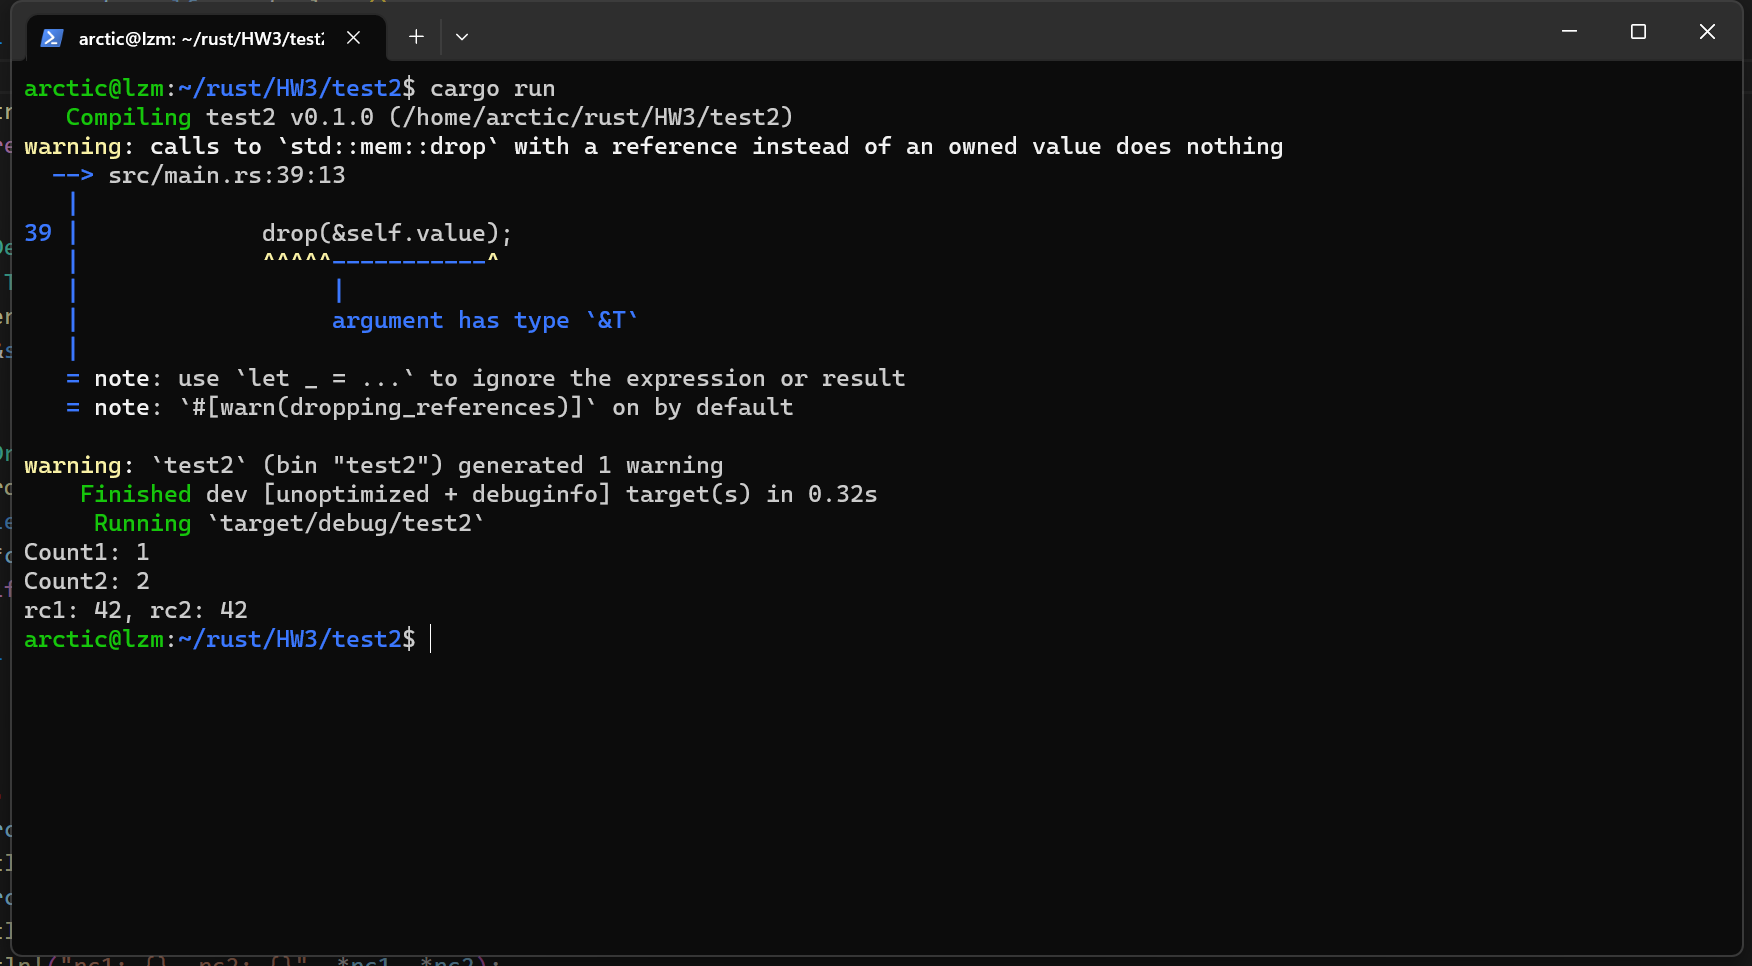 arctic@lzm: ~/rust/HW3/test2
arctic@lzm:~/rust/HW3/test2$ cargo run
   Compiling test2 v0.1.0 (/home/arctic/rust/HW3/test2)
warning: calls to `std::mem::drop` with a reference instead of an owned value does nothing
  --> src/main.rs:39:13
   |
39 |             drop(&self.value);
   |             ^^^^^-----------^
   |                  |
   |                  argument has type `&T`
   |
   = note: use `let _ = ...` to ignore the expression or result
   = note: `#[warn(dropping_references)]` on by default
warning: `test2` (bin "test2") generated 1 warning
    Finished dev [unoptimized + debuginfo] target(s) in 0.32s
     Running `target/debug/test2`
Count1: 1
Count2: 2
rc1: 42, rc2: 42
arctic@lzm:~/rust/HW3/test2$
("rc1: {}, rc2: {}", *rc1, *rc2);